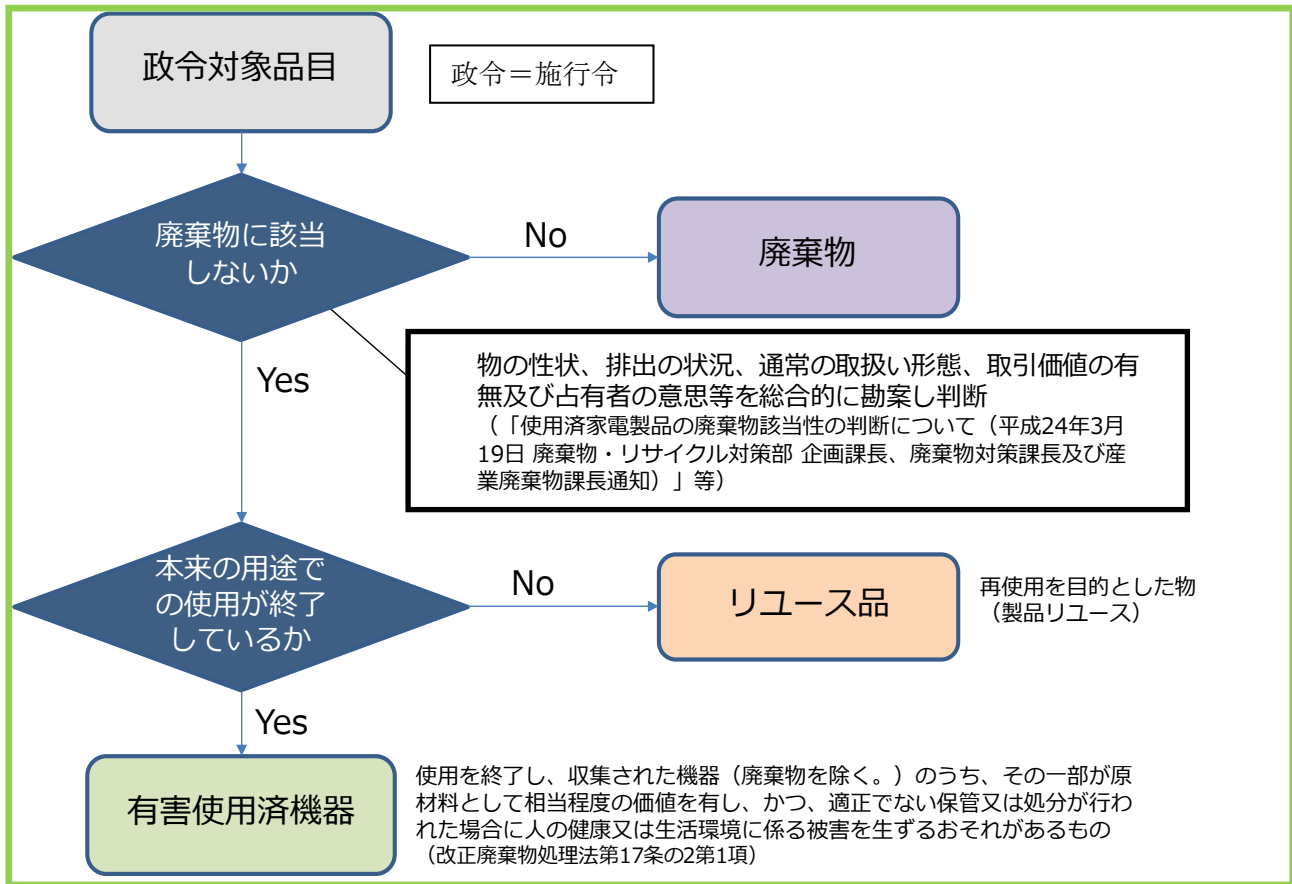 政令対象品目
政令＝施行令
廃棄物に該当
しないか
No
廃棄物
物の性状、排出の状況、通常の取扱い形態、取引価値の有
無及び占有者の意思等を総合的に勘案し判断
（「使用済家電製品の廃棄物該当性の判断について（平成24年3月
19日 廃棄物・リサイクル対策部 企画課長、廃棄物対策課長及び産
業廃棄物課長通知）」等）
Yes
本来の用途で
の使用が終了
しているか
No
リユース品
再使用を目的とした物
（製品リユース）
Yes
有害使用済機器
使用を終了し、収集された機器（廃棄物を除く。）のうち、その一部が原
材料として相当程度の価値を有し、かつ、適正でない保管又は処分が行わ
れた場合に人の健康又は生活環境に係る被害を生ずるおそれがあるもの
（改正廃棄物処理法第17条の2第1項）